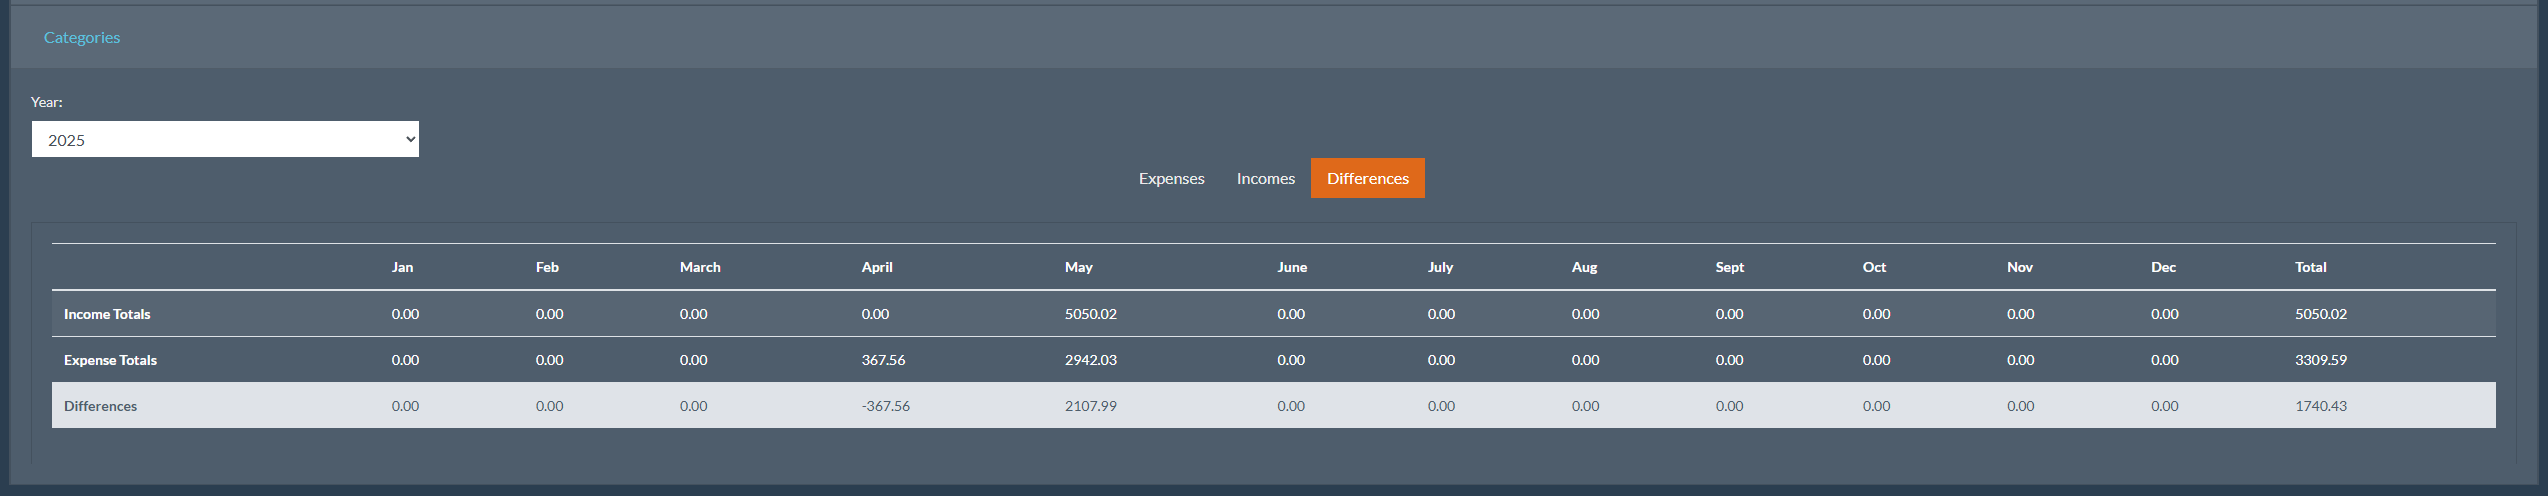 Categories
Year:
2025
Expenses Incomes Differences
Jan Feb March April May June July Aug Sept Oct Nov Dec Total
Income Totals 0.00 0.00 0.00 0.00 5050.02 0.00 0.00 0.00 0.00 0.00 0.00 0.00 5050.02
Expense Totals 0.00 0.00 0.00 367.56 2942.03 0.00 0.00 0.00 0.00 0.00 0.00 0.00 3309.59
Differences 0.00 0.00 0.00 -367.56 2107.99 0.00 0.00 0.00 0.00 0.00 0.00 0.00 1740.43